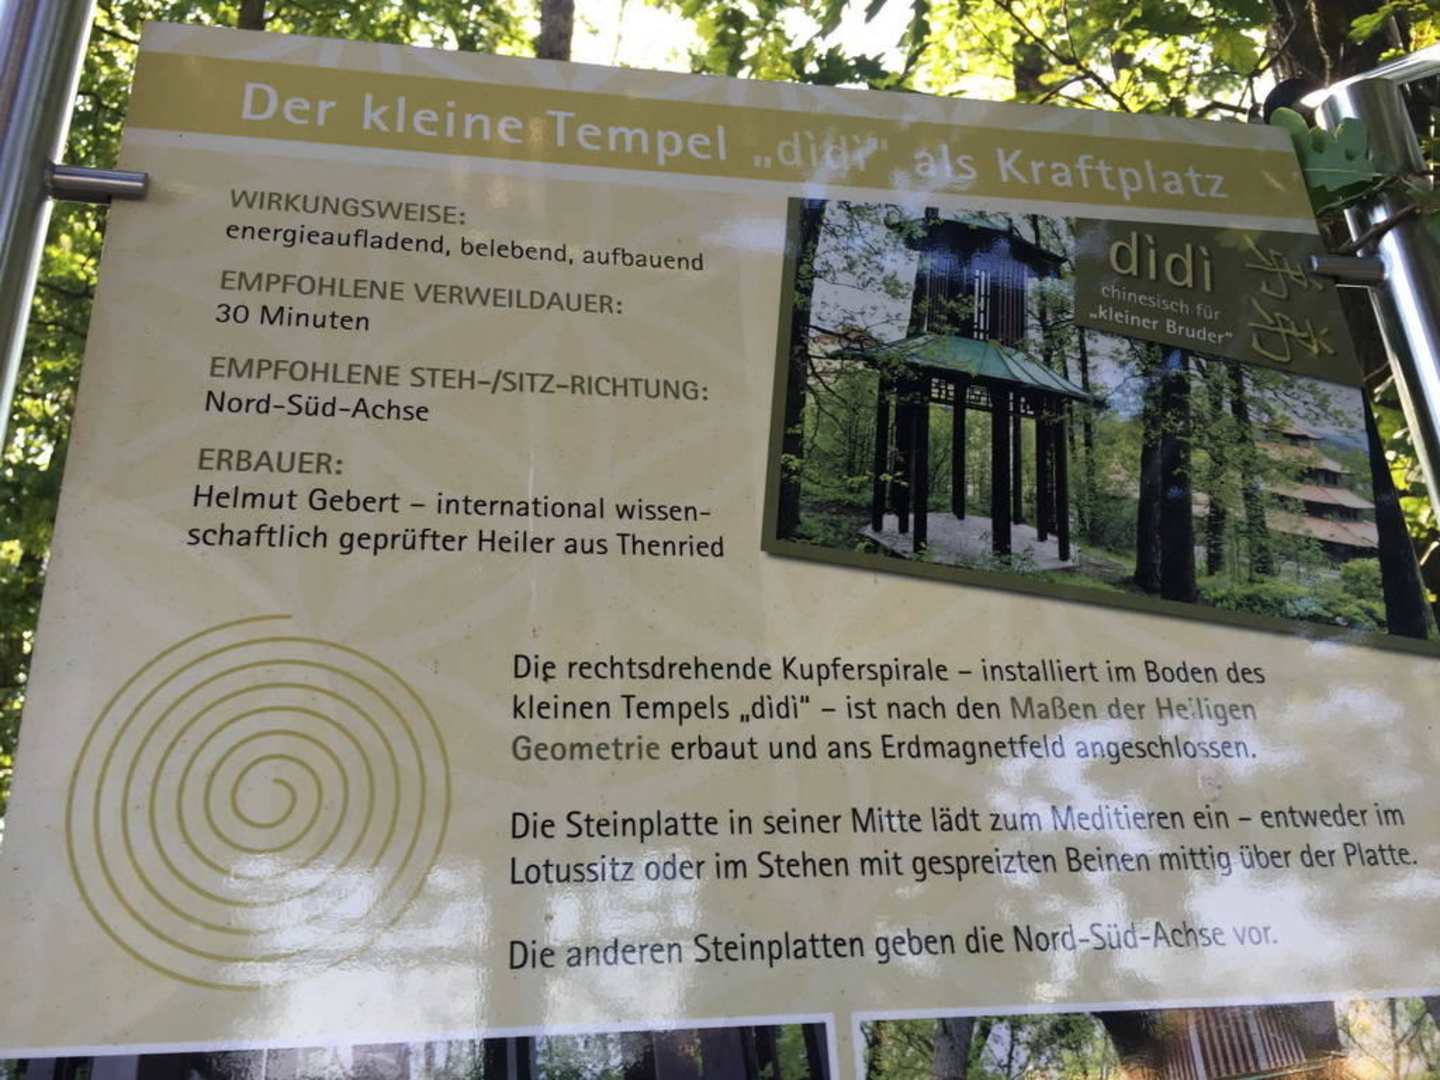 Der kleine Tempel „dìdì" als Kraftplatz
WIRKUNGSWEISE:
energieaufladend, belebend, aufbauend
EMPFOHLENE VERWEILDAUER:
30 Minuten
EMPFOHLENE STEH-/SITZ-RICHTUNG:
Nord-Süd-Achse
ERBAUER:
Helmut Gebert – international wissen-
schaftlich geprüfter Heiler aus Thenried
dìdì
chinesisch für
„kleiner Bruder"
Die rechtsdrehende Kupferspirale – installiert im Boden des
kleinen Tempels „dìdì" – ist nach den Maßen der Heiligen
Geometrie erbaut und ans Erdmagnetfeld angeschlossen.
Die Steinplatte in seiner Mitte lädt zum Meditieren ein – entweder im
Lotussitz oder im Stehen mit gespreizten Beinen mittig über der Platte.
Die anderen Steinplatten geben die Nord-Süd-Achse vor.